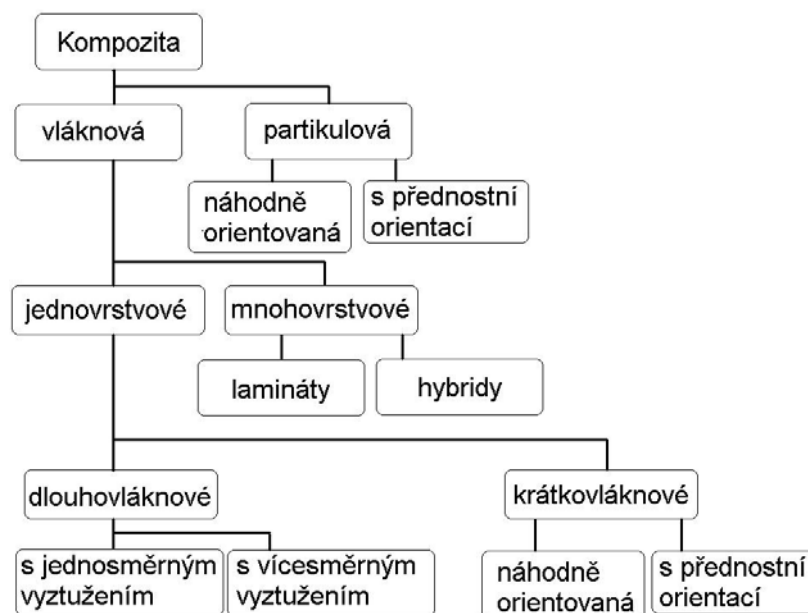 Kompozita
vláknová
partikulová
náhodně
orientovaná
s přednostní
orientací
jednovrstvové
mnohovrstvové
lamináty
hybridy
dlouhovláknové
krátkovláknové
s jednosměrným
vyztužením
s vícesměrným
vyztužením
náhodně
orientovaná
s přednostní
orientací